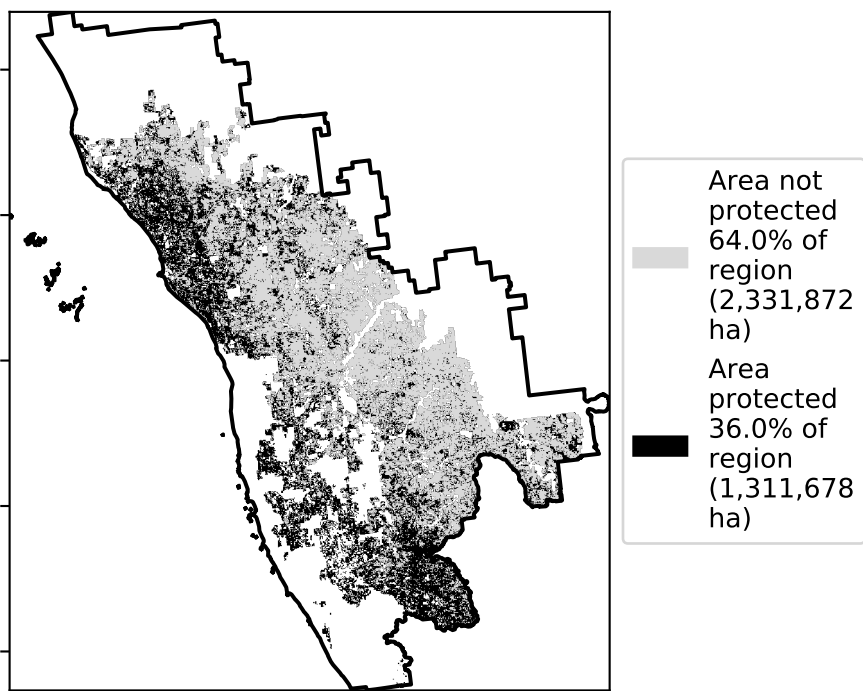 Area not
protected
64.0% of
region
(2,331,872
ha)
Area
protected
36.0% of
region
(1,311,678
ha)